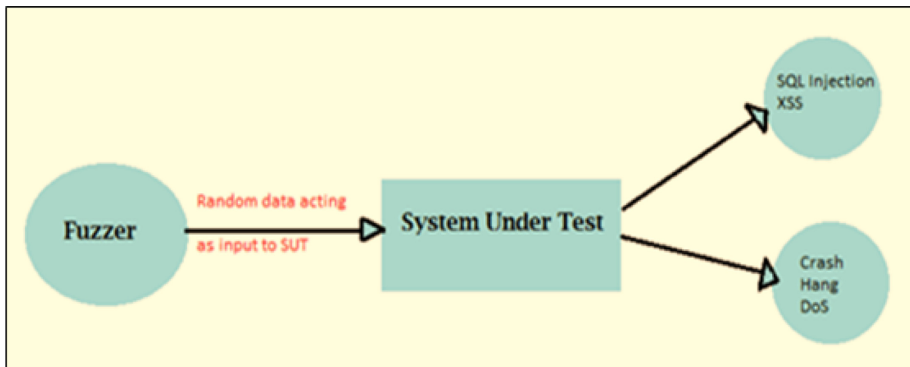 Fuzzer
Random data acting
as input to SUT
System Under Test
SQL Injection
XSS
Crash
Hang
DoS